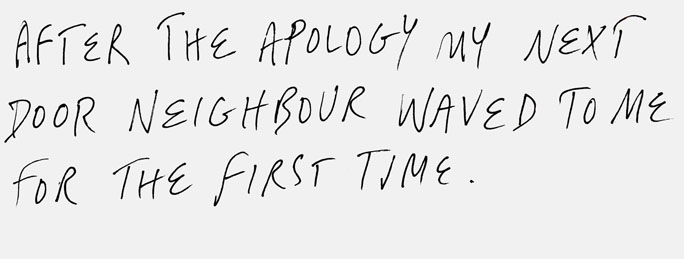 AFTER THE APOLOGY MY NEXT
DOOR NEIGHBOUR WAVED TO ME
FOR THE FIRST TIME.